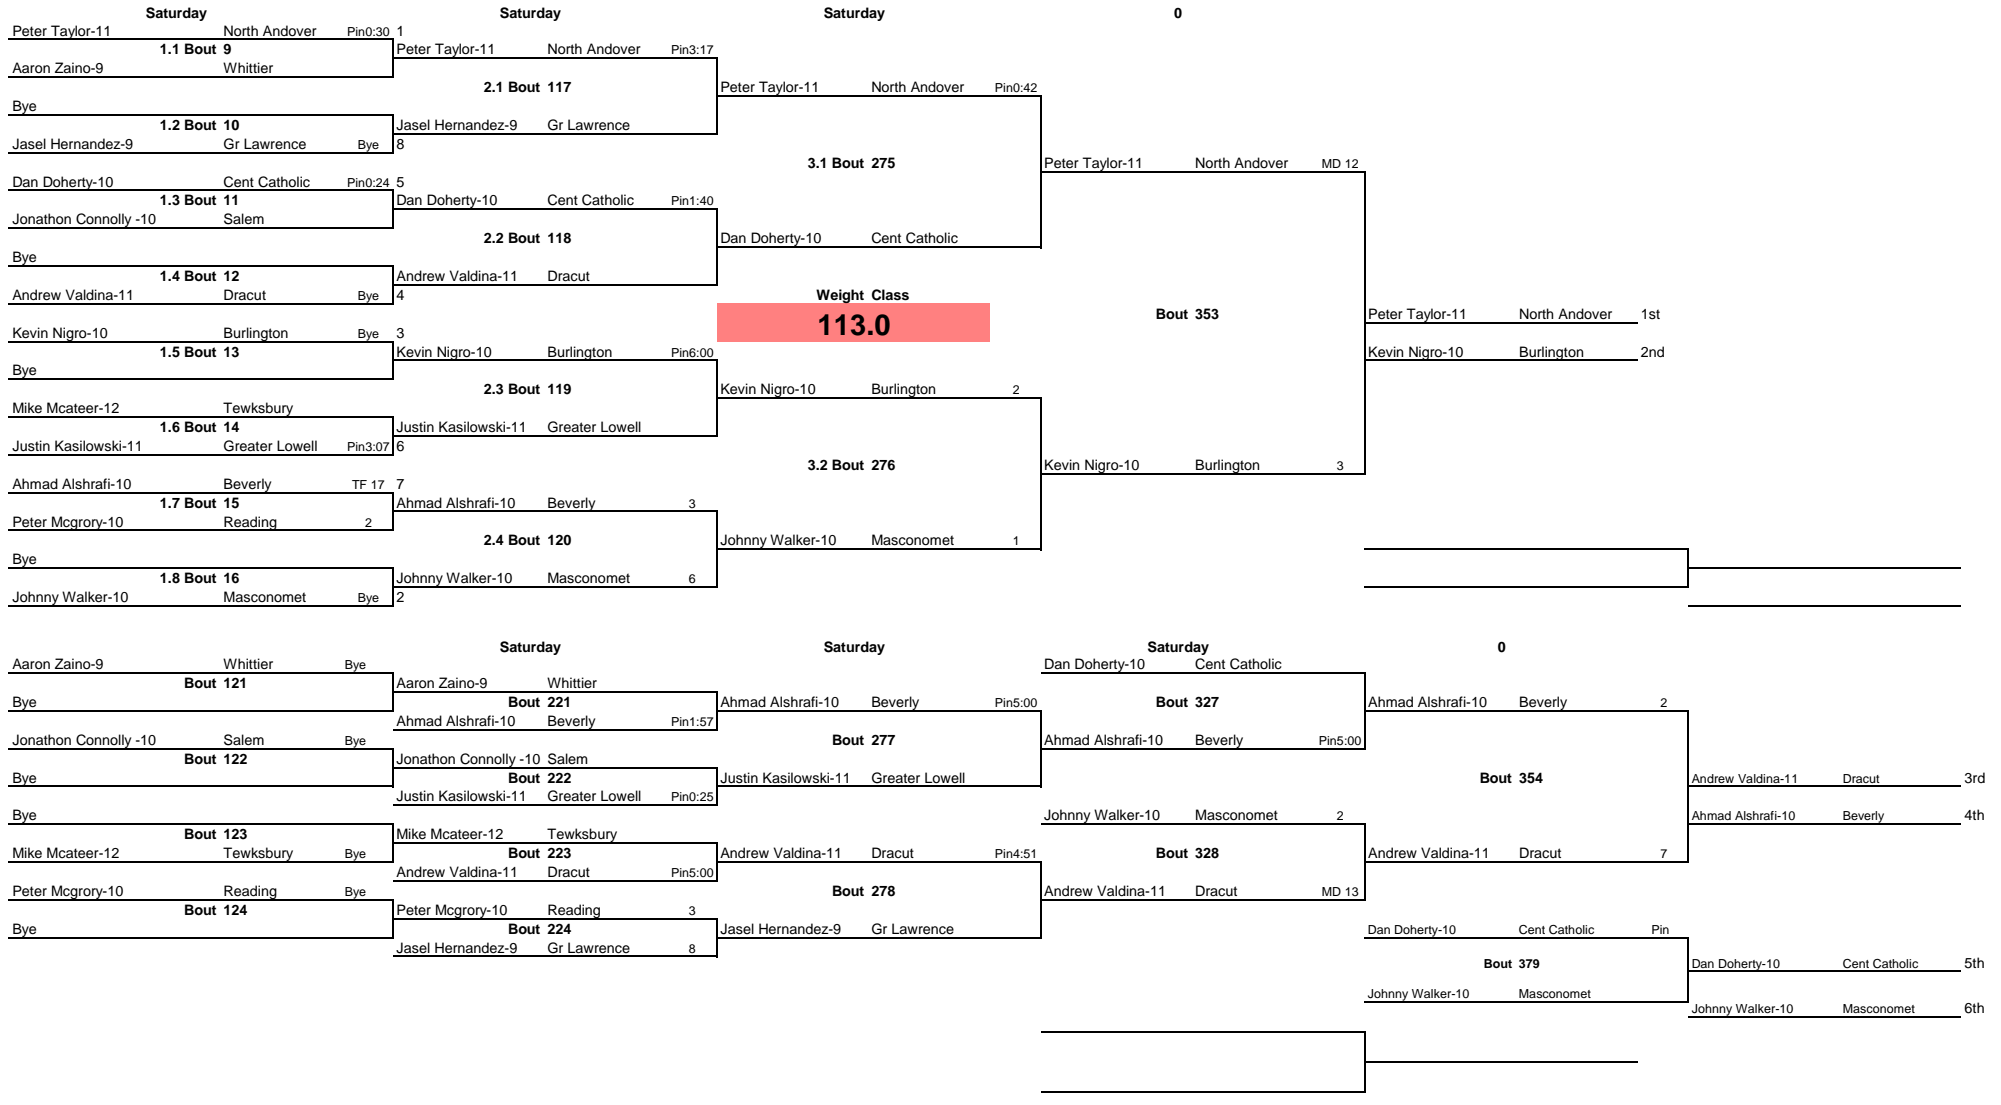 Saturday Saturday Saturday 0
Peter Taylor-11 North Andover Pin0:30 1
1.1 Bout 9 Peter Taylor-11 North Andover Pin3:17
Aaron Zaino-9 Whittier
2.1 Bout 117 Peter Taylor-11 North Andover Pin0:42
Bye
1.2 Bout 10 Jasel Hernandez-9 Gr Lawrence
Jasel Hernandez-9 Gr Lawrence Bye 8
3.1 Bout 275 Peter Taylor-11 North Andover MD 12
Dan Doherty-10 Cent Catholic Pin0:24 5
1.3 Bout 11 Dan Doherty-10 Cent Catholic Pin1:40
Jonathon Connolly -10 Salem
2.2 Bout 118 Dan Doherty-10 Cent Catholic
Bye
1.4 Bout 12 Andrew Valdina-11 Dracut
Andrew Valdina-11 Dracut Bye 4 Weight Class
113.0 Bout 353 Peter Taylor-11 North Andover 1st
Kevin Nigro-10 Burlington Bye 3
1.5 Bout 13 Kevin Nigro-10 Burlington Pin6:00 Kevin Nigro-10 Burlington 2nd
Bye
2.3 Bout 119 Kevin Nigro-10 Burlington 2
Mike Mcateer-12 Tewksbury
1.6 Bout 14 Justin Kasilowski-11 Greater Lowell
Justin Kasilowski-11 Greater Lowell Pin3:07 6
3.2 Bout 276 Kevin Nigro-10 Burlington 3
Ahmad Alshrafi-10 Beverly TF 17 7
1.7 Bout 15 Ahmad Alshrafi-10 Beverly 3
Peter Mcgrory-10 Reading 2
2.4 Bout 120 Johnny Walker-10 Masconomet 1
Bye
1.8 Bout 16 Johnny Walker-10 Masconomet 6
Johnny Walker-10 Masconomet Bye 2
Saturday Saturday Saturday 0
Aaron Zaino-9 Whittier Bye Dan Doherty-10 Cent Catholic
Bout 121 Aaron Zaino-9 Whittier
Bye Bout 221 Ahmad Alshrafi-10 Beverly Pin5:00 Bout 327 Ahmad Alshrafi-10 Beverly 2
Ahmad Alshrafi-10 Beverly Pin1:57
Jonathon Connolly -10 Salem Bye Bout 277 Ahmad Alshrafi-10 Beverly Pin5:00
Bout 122 Jonathon Connolly -10 Salem
Bye Bout 222 Justin Kasilowski-11 Greater Lowell Bout 354 Andrew Valdina-11 Dracut 3rd
Justin Kasilowski-11 Greater Lowell Pin0:25
Bye Johnny Walker-10 Masconomet 2 Ahmad Alshrafi-10 Beverly 4th
Bout 123 Mike Mcateer-12 Tewksbury
Mike Mcateer-12 Tewksbury Bye Bout 223 Andrew Valdina-11 Dracut Pin4:51 Bout 328 Andrew Valdina-11 Dracut 7
Andrew Valdina-11 Dracut Pin5:00
Peter Mcgrory-10 Reading Bye Bout 278 Andrew Valdina-11 Dracut MD 13
Bout 124 Peter Mcgrory-10 Reading 3
Bye Bout 224 Jasel Hernandez-9 Gr Lawrence Dan Doherty-10 Cent Catholic Pin
Jasel Hernandez-9 Gr Lawrence 8
Bout 379 Dan Doherty-10 Cent Catholic 5th
Johnny Walker-10 Masconomet
Johnny Walker-10 Masconomet 6th